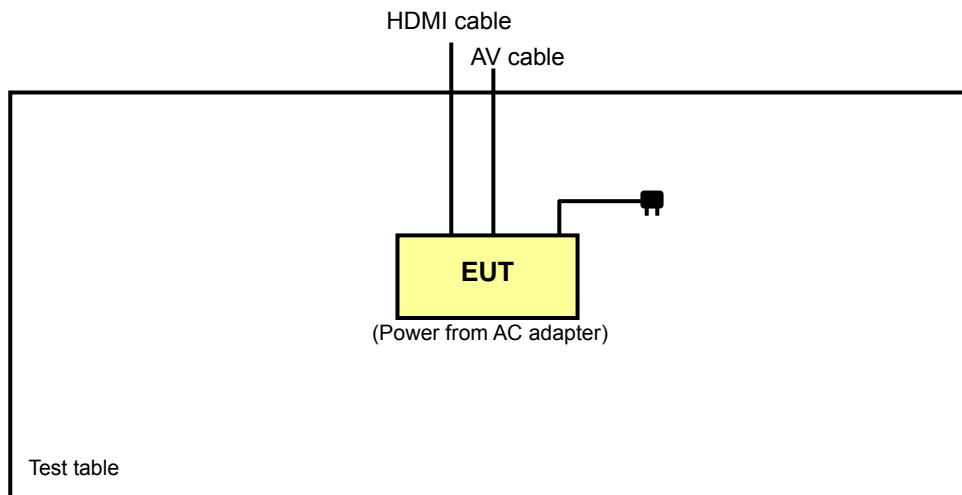 HDMI cable
AV cable
EUT
(Power from AC adapter)
Test table